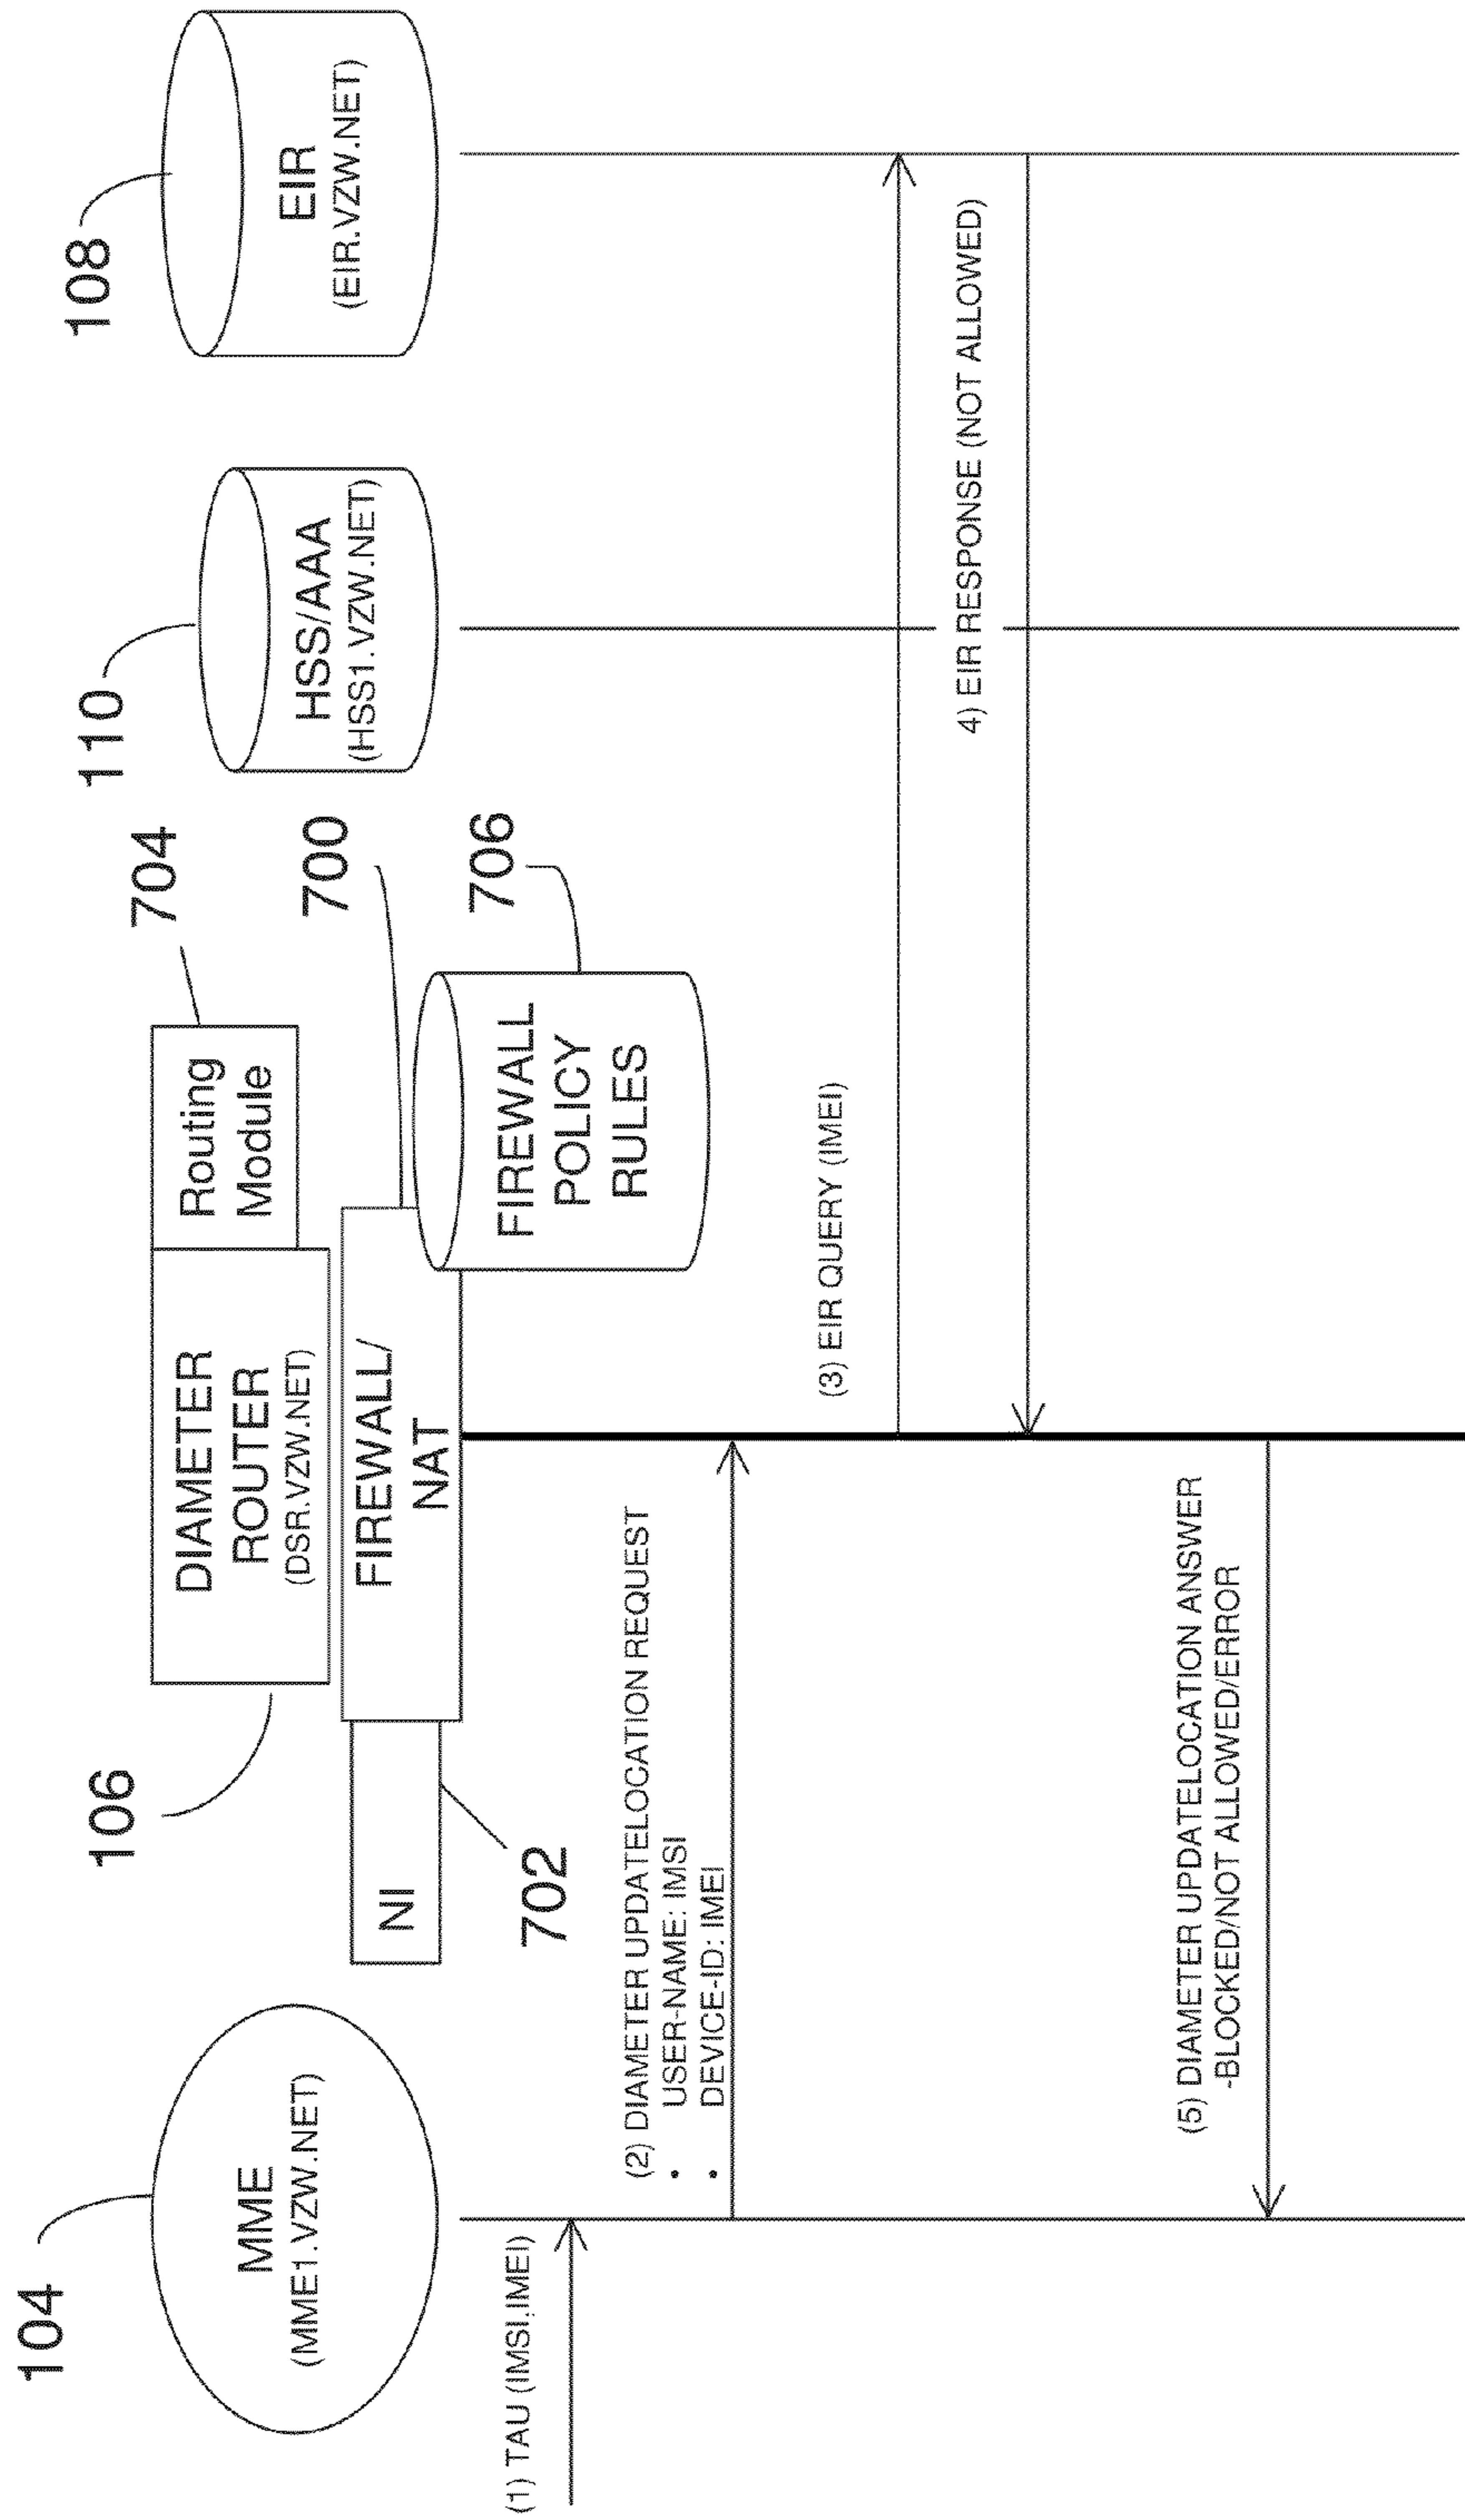 104
MME
(MME1.VZW.NET)
106
DIAMETER
ROUTER
(DSR.VZW.NET)
Routing
Module
704
NI
702
FIREWALL/
NAT
700
FIREWALL
POLICY
RULES
706
110
HSS/AAA
(HSS1.VZW.NET)
108
EIR
(EIR.VZW.NET)
(1) TAU (IMSI,IMEI)
(2) DIAMETER UPDATELOCATION REQUEST
• USER-NAME: IMSI
• DEVICE-ID: IMEI
(3) EIR QUERY (IMEI)
4) EIR RESPONSE (NOT ALLOWED)
(5) DIAMETER UPDATELOCATION ANSWER
-BLOCKED/NOT ALLOWED/ERROR